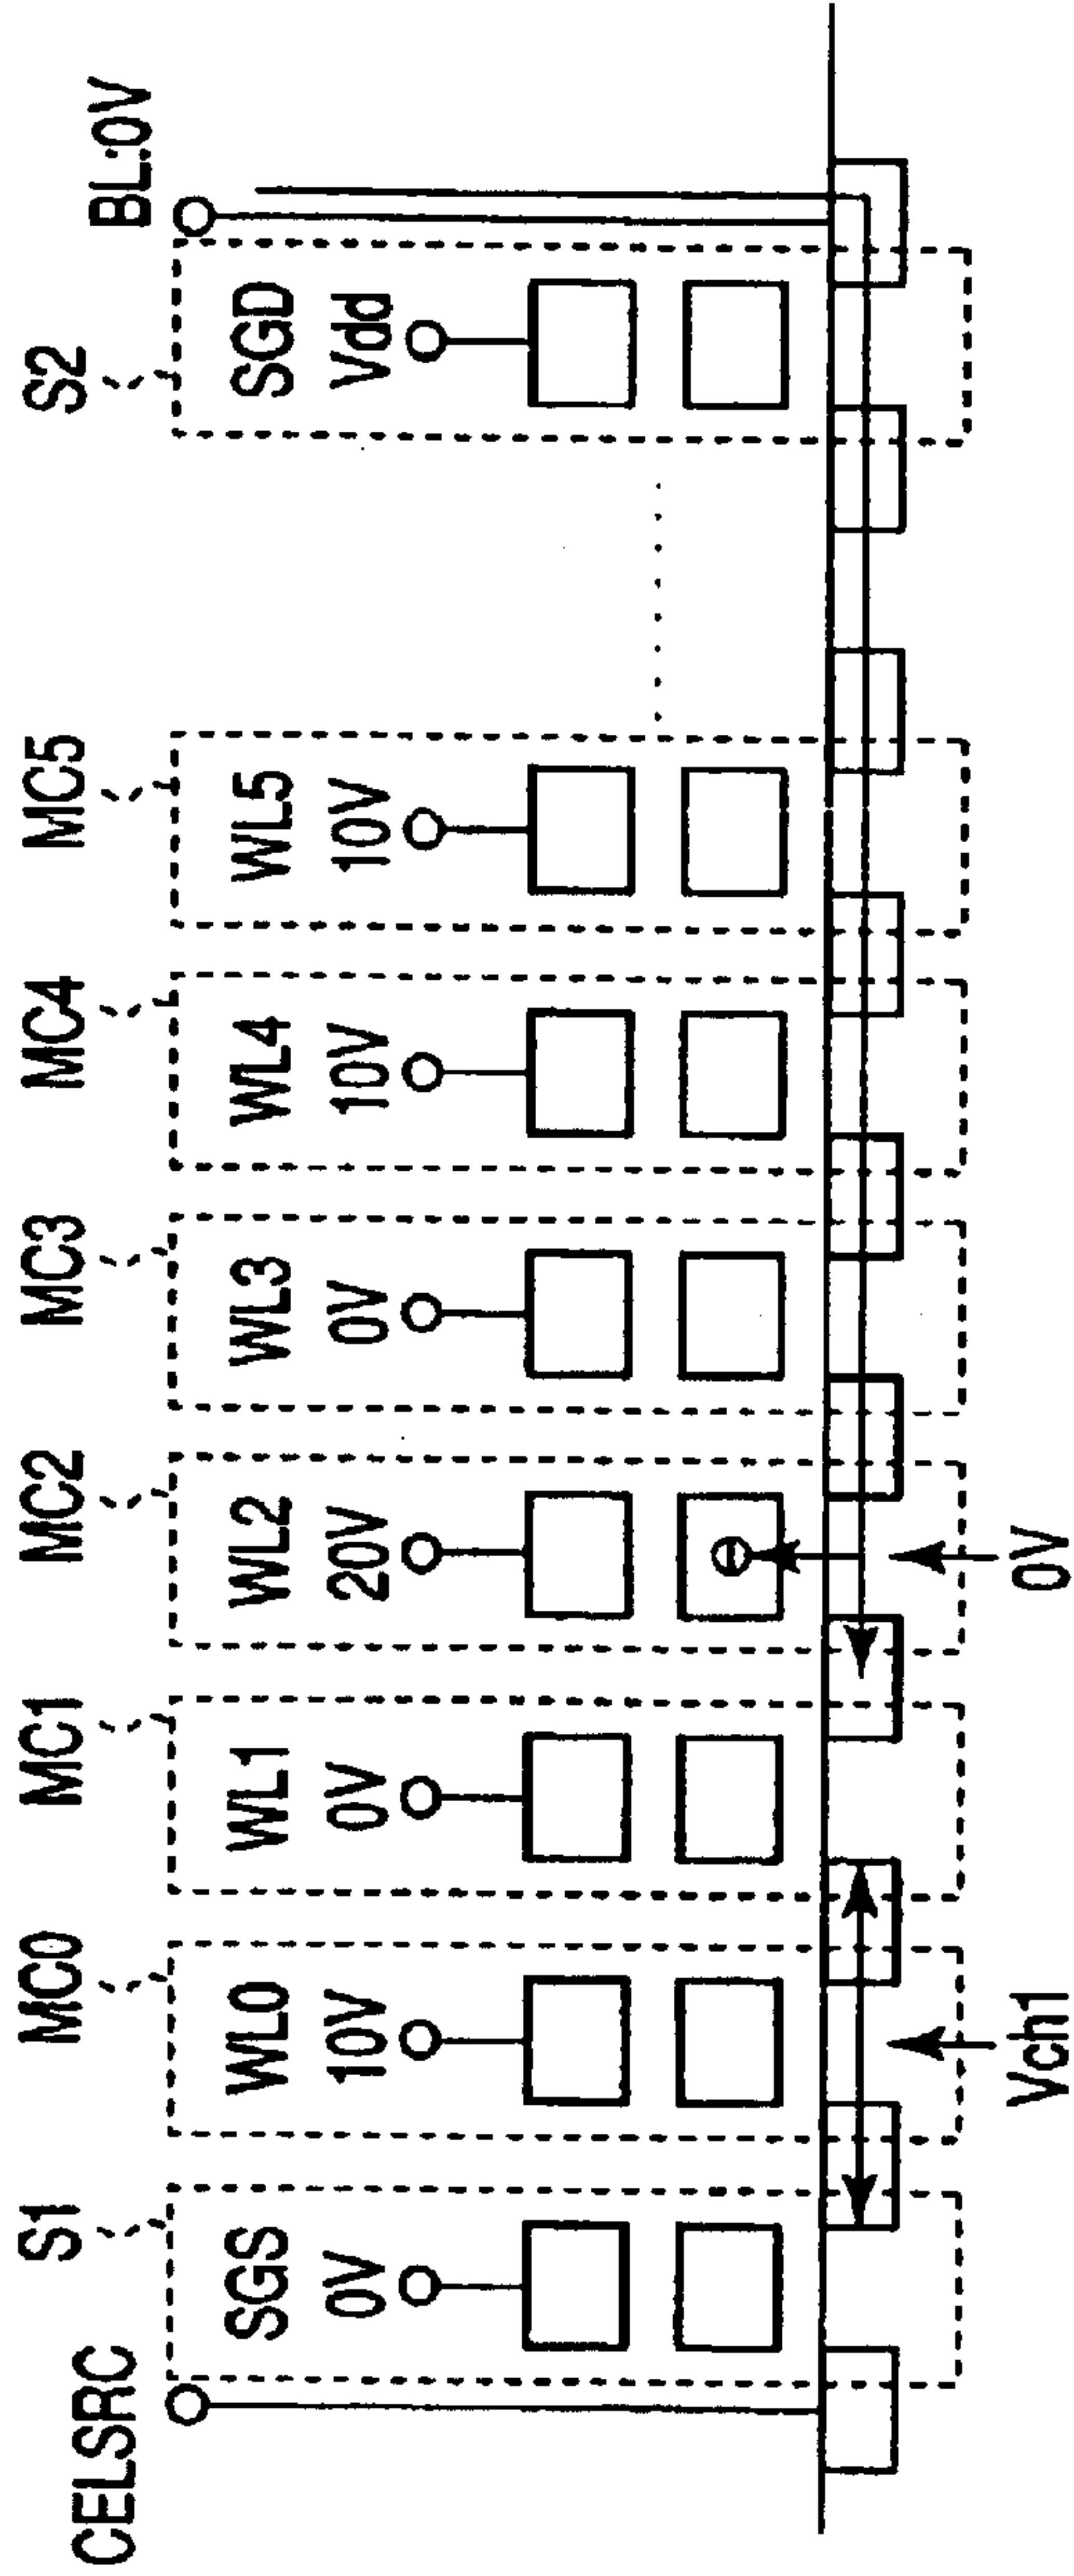 S1 MC0 MC1 MC2 MC3 MC4 MC5 S2
CELSRC BL:0V
SGS WL0 WL1 WL2 WL3 WL4 WL5 SGD
0V 10V 0V 20V 0V 10V 10V Vdd
Vch1 0V